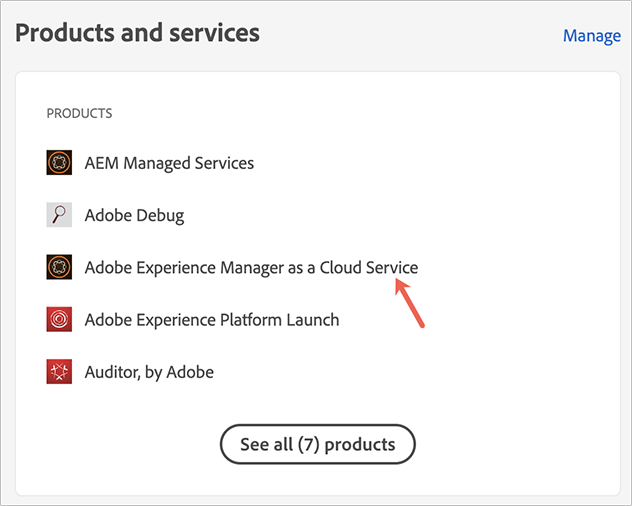 Products and services
Manage
PRODUCTS
AEM Managed Services
Adobe Debug
Adobe Experience Manager as a Cloud Service
Adobe Experience Platform Launch
Auditor, by Adobe
See all (7) products